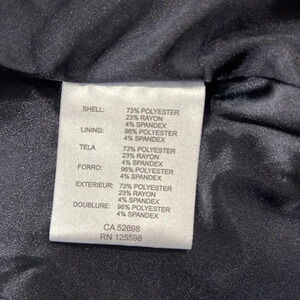 SHELL: 73% POLYESTER
23% RAYON
4% SPANDEX
LINING: 96% POLYESTER
4% SPANDEX
TELA 73% POLYESTER
23% RAYON
4% SPANDEX
FORRO: 96% POLYESTER
4% SPANDEX
EXTERIEUR: 73% POLYESTER
23% RAYON
4% SPANDEX
DOUBLURE: 96% POLYESTER
4% SPANDEX
CA 52698
RN 125598